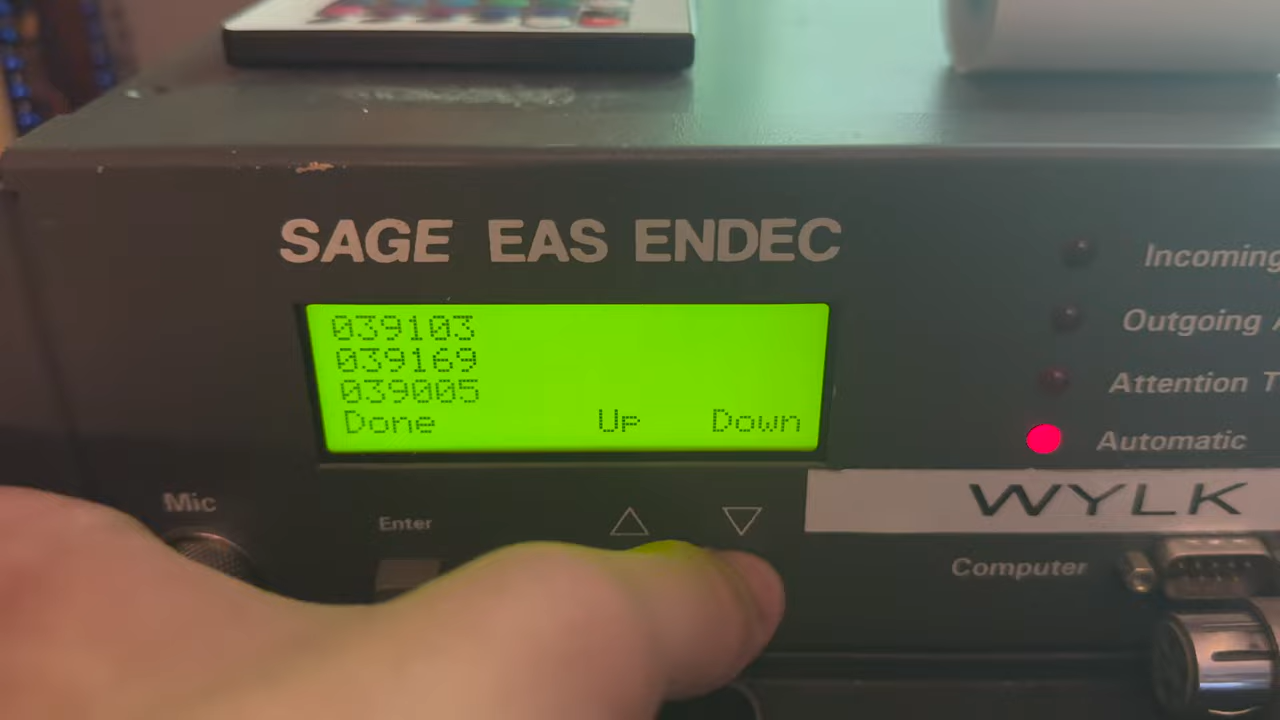 SAGE EAS ENDEC
039103
039169
039005
Done Up Down
Incoming
Outgoing A
Attention T
Automatic
WYLK
Mic
Enter
Computer